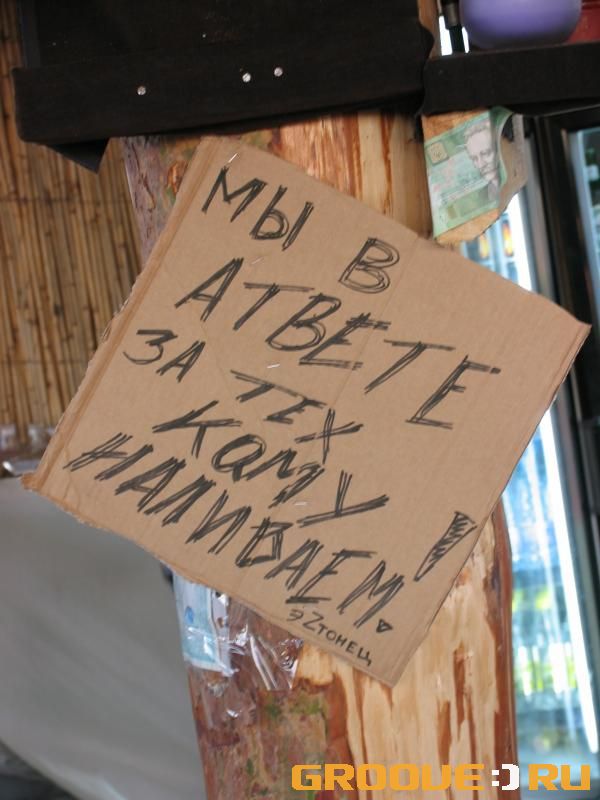 МЫ В
АТВЕТЕ
ЗА ТЕХ
КОМУ
НАЛИВАЕМ!
ЭZТОНЕЦ
GROOVE:)RU